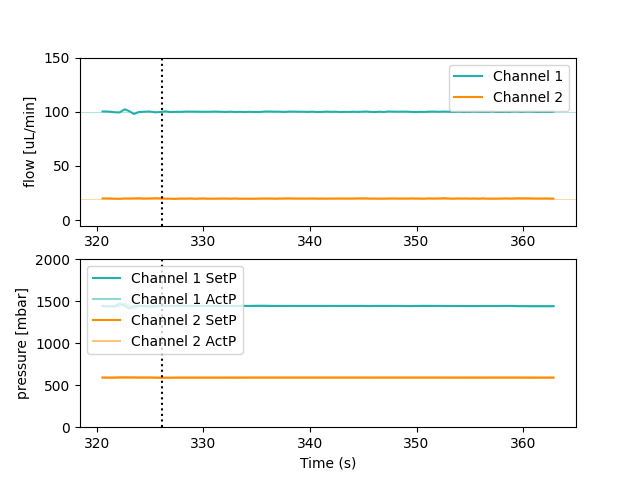 150
100
50
0
flow [uL/min]
Channel 1
Channel 2
320
330
340
350
360
2000
1500
1000
500
0
pressure [mbar]
Channel 1 SetP
Channel 1 ActP
Channel 2 SetP
Channel 2 ActP
320
330
340
350
360
Time (s)